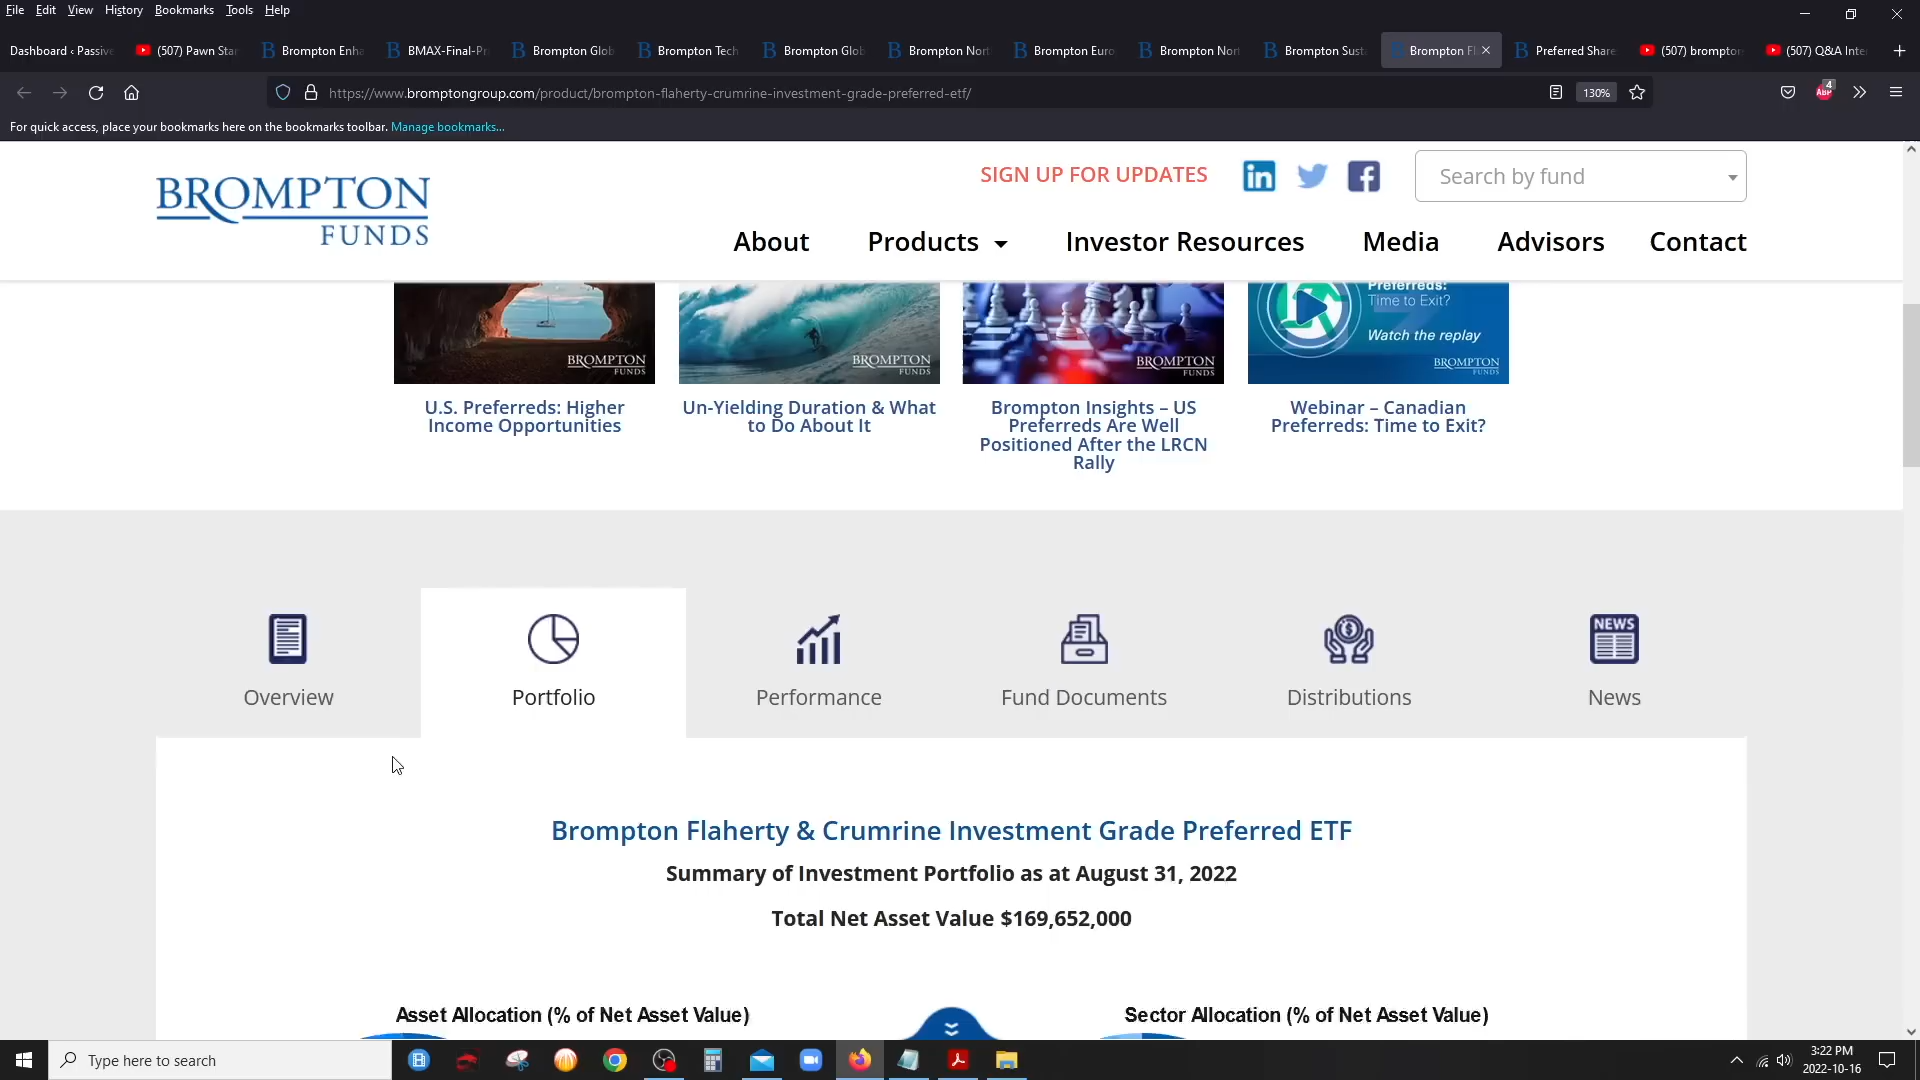 File Edit View History Bookmarks Tools Help
Dashboard ‹ Passive (507) Pawn Sta Brompton Enha BMAX-Final-Pr Brompton Glob Brompton Tech Brompton Glob Brompton Nort Brompton Euro Brompton Nort Brompton Susta Brompton Fl Preferred Share (507) brompton (507) Q&A Inte
https://www.bromptongroup.com/product/brompton-flaherty-crumrine-investment-grade-preferred-etf/ 130% ABP 4
For quick access, place your bookmarks here on the bookmarks toolbar. Manage bookmarks...
BROMPTON
FUNDS
SIGN UP FOR UPDATES in Search by fund
About Products Investor Resources Media Advisors Contact
Preferreds:
Time to Exit?
Watch the replay
BROMPTON
FUNDS
BROMPTON
FUNDS
BROMPTON
FUNDS
BROMPTON
FUNDS
U.S. Preferreds: Higher
Income Opportunities
Un-Yielding Duration & What
to Do About It
Brompton Insights – US
Preferreds Are Well
Positioned After the LRCN
Rally
Webinar – Canadian
Preferreds: Time to Exit?
NEWS
Overview Portfolio Performance Fund Documents Distributions News
Brompton Flaherty & Crumrine Investment Grade Preferred ETF
Summary of Investment Portfolio as at August 31, 2022
Total Net Asset Value $169,652,000
Asset Allocation (% of Net Asset Value) Sector Allocation (% of Net Asset Value)
Type here to search
3:22 PM
2022-10-16